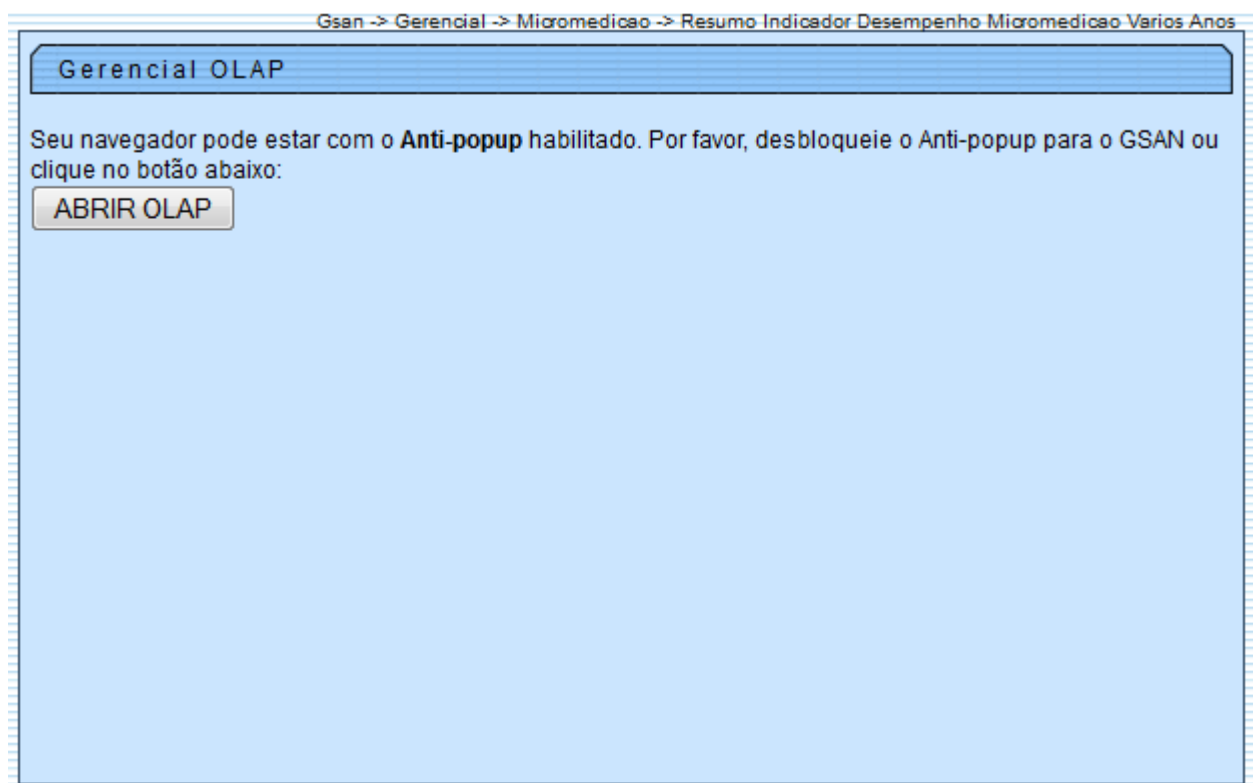 Gsan -> Gerencial -> Micromedicao -> Resumo Indicador Desempenho Micromedicao Varios Anos
Gerencial OLAP
Seu navegador pode estar com o Anti-popup habilitado. Por favor, desbloqueie o Anti-popup para o GSAN ou
clique no botão abaixo:
ABRIR OLAP